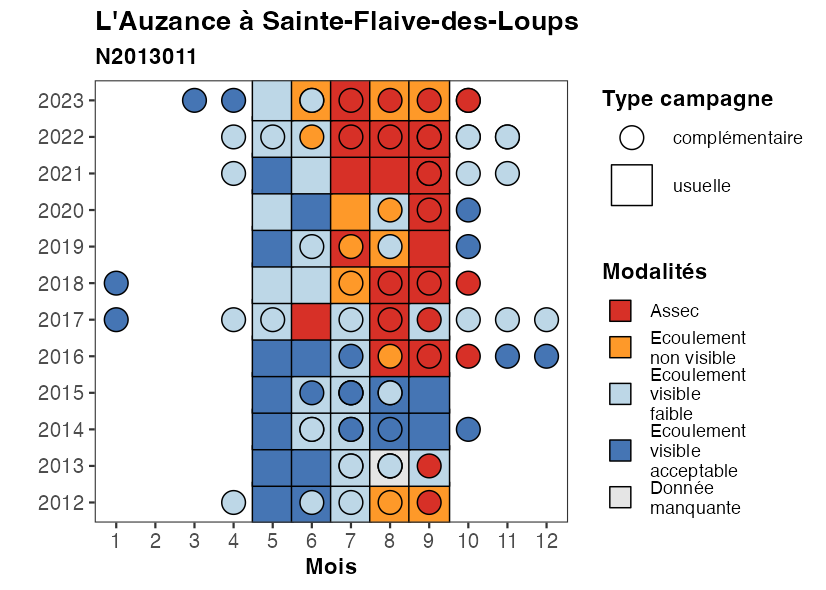 L'Auzance à Sainte-Flaive-des-Loups
N2013011
2023
2022
2021
2020
2019
2018
2017
2016
2015
2014
2013
2012
1 2 3 4 5 6 7 8 9 10 11 12
Mois
Type campagne
complémentaire
usuelle
Modalités
Assec
Ecoulement
non visible
Ecoulement
visible
faible
Ecoulement
visible
acceptable
Donnée
manquante